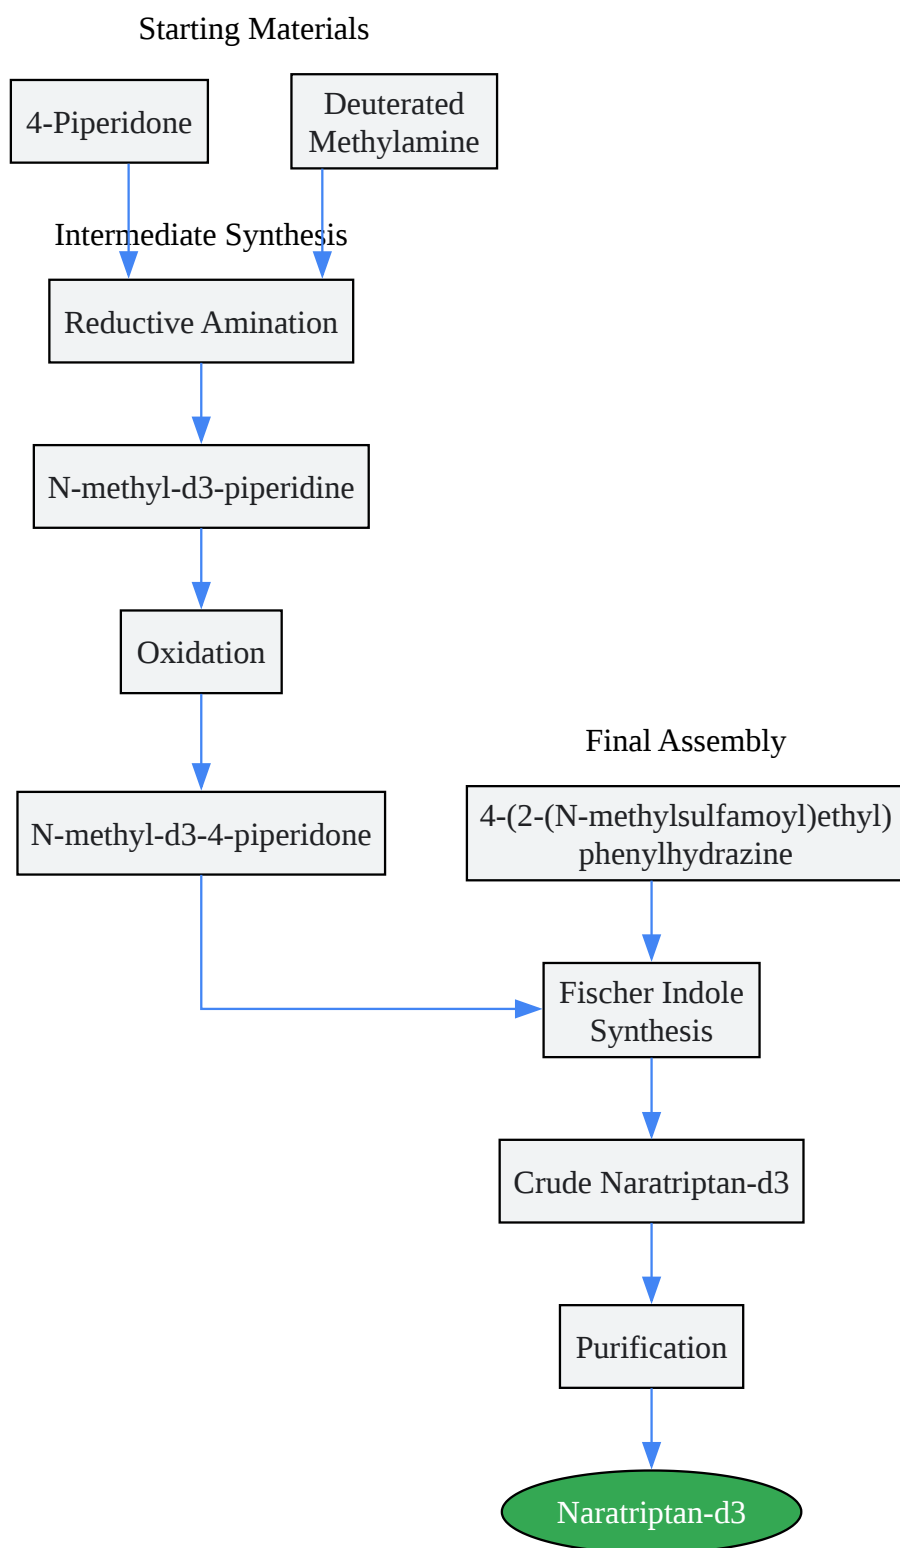 Starting Materials
4-Piperidone
Deuterated
Methylamine
Intermediate Synthesis
Reductive Amination
N-methyl-d3-piperidine
Oxidation
N-methyl-d3-4-piperidone
Final Assembly
4-(2-(N-methylsulfamoyl)ethyl)
phenylhydrazine
Fischer Indole
Synthesis
Crude Naratriptan-d3
Purification
Naratriptan-d3